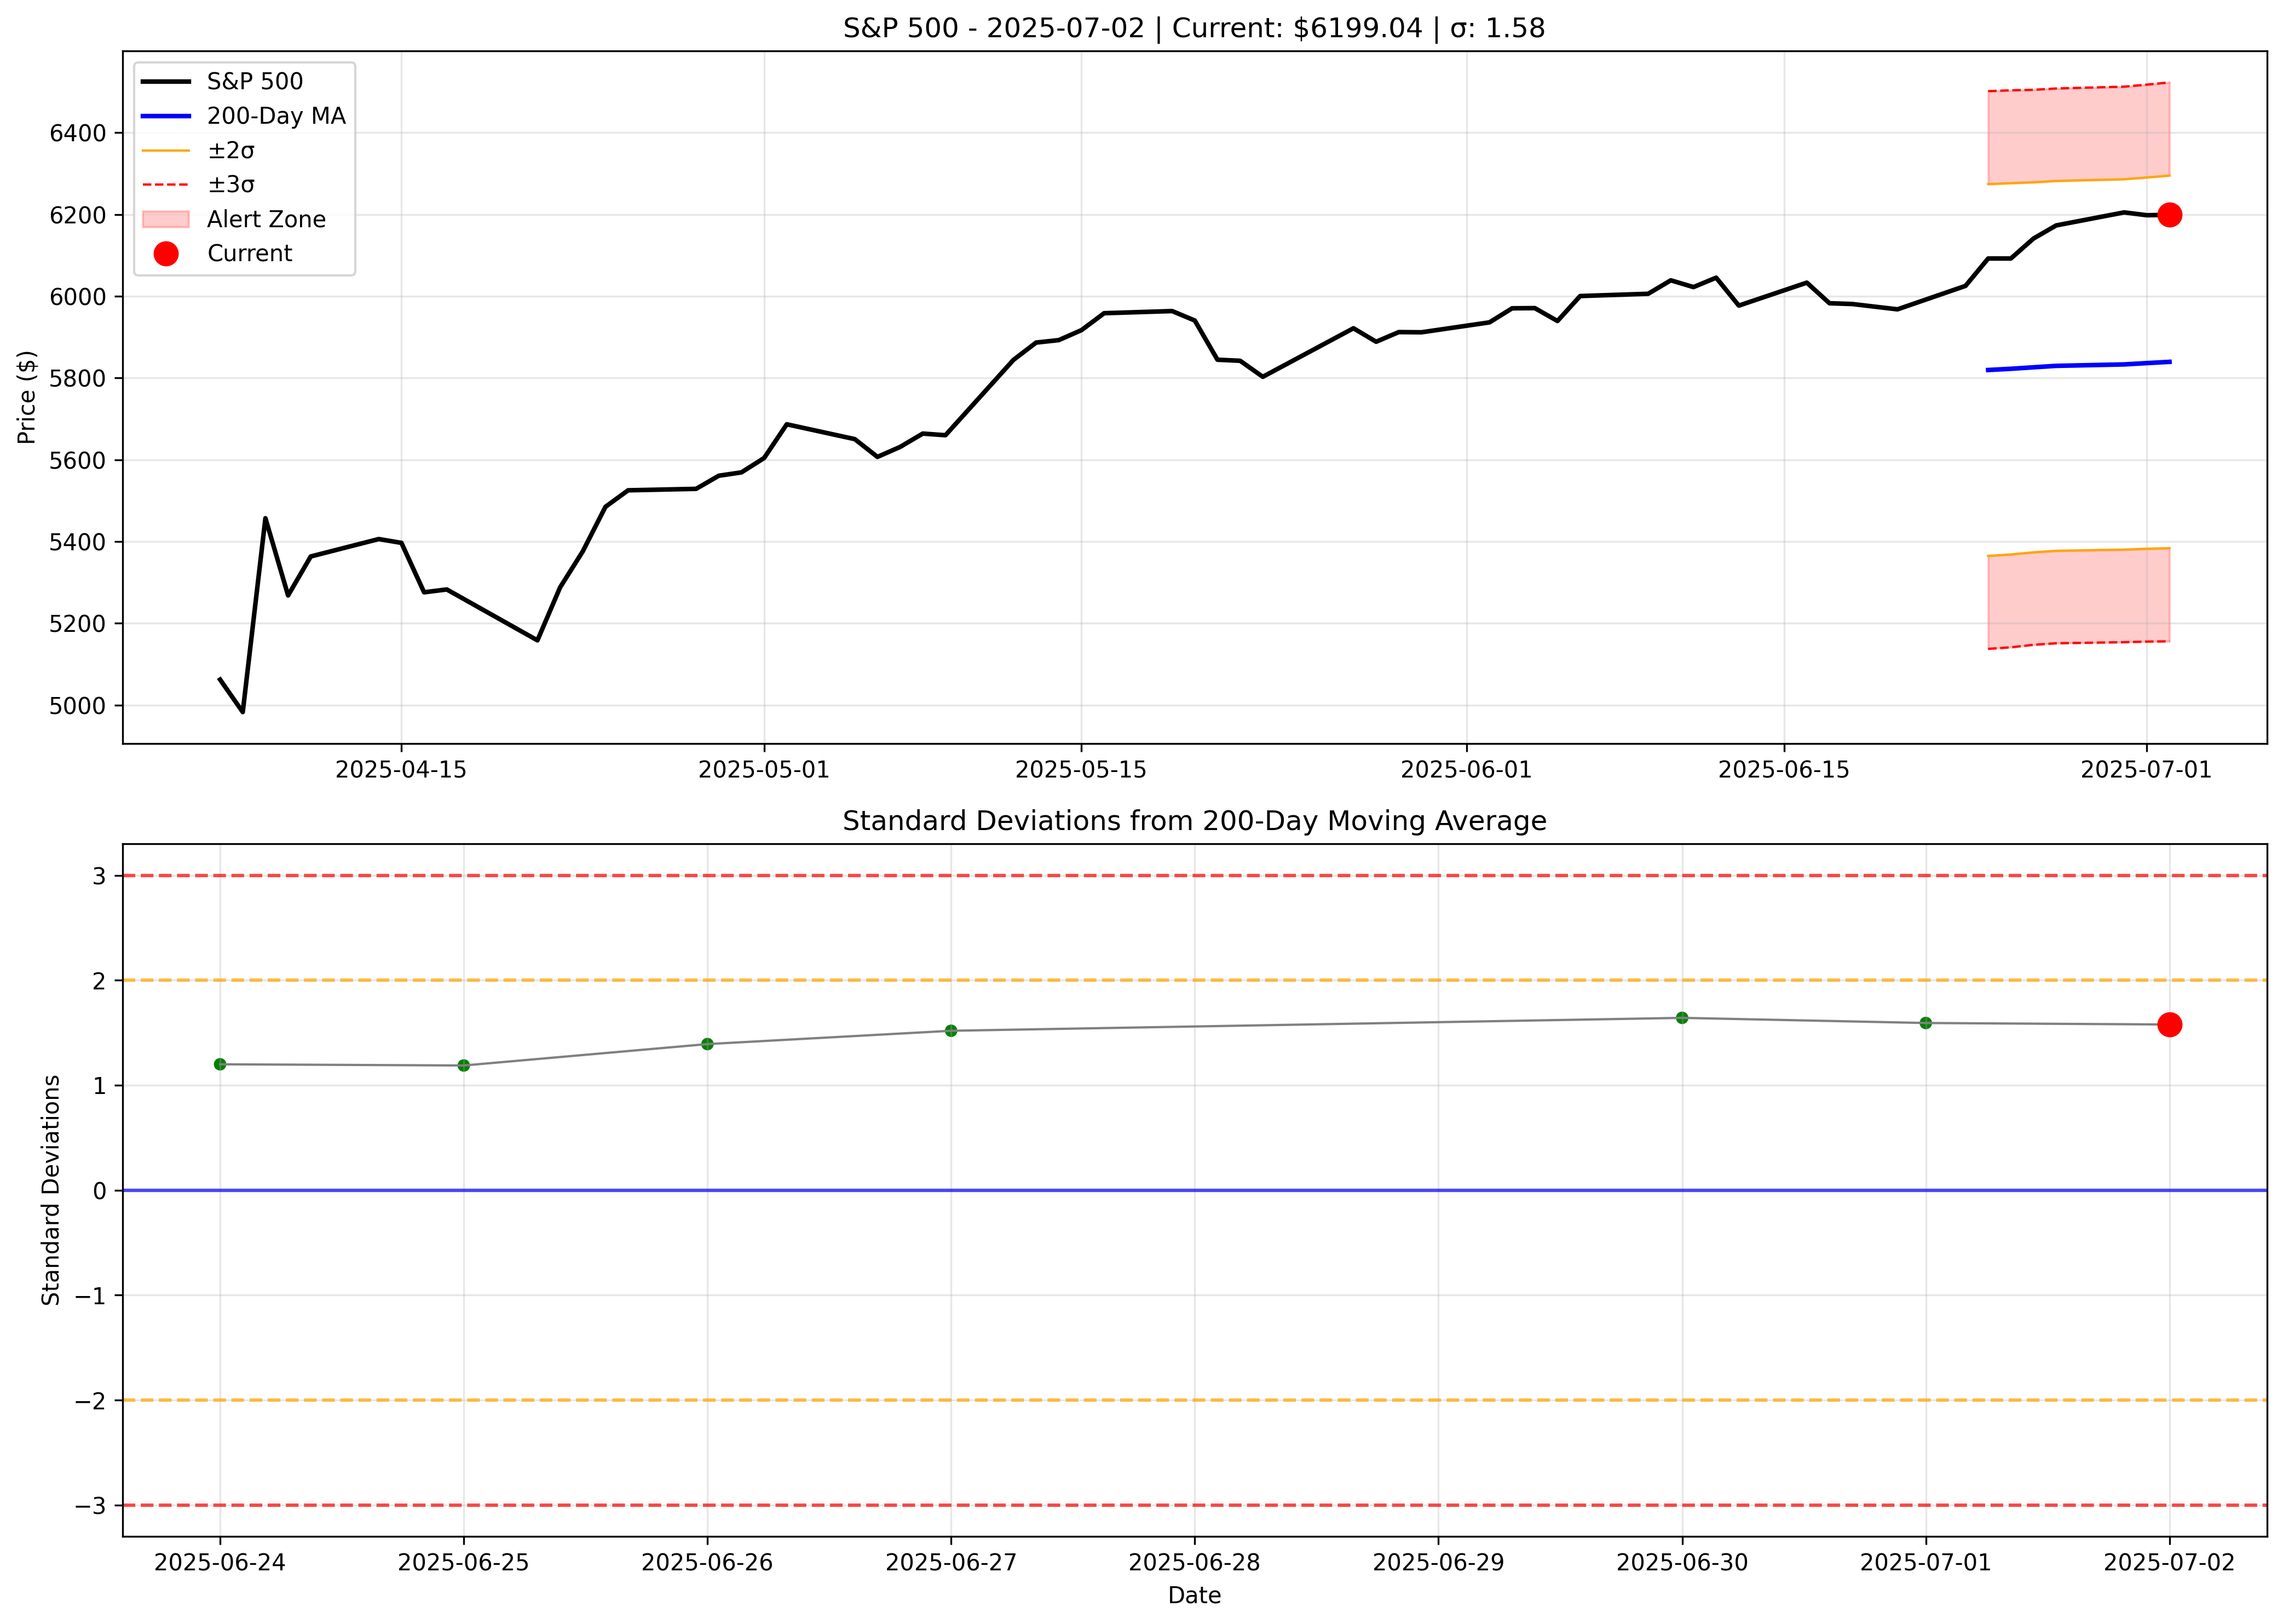 S&P 500 - 2025-07-02 | Current: $6199.04 | σ: 1.58
S&P 500
200-Day MA
±2σ
±3σ
Alert Zone
Current
Price ($)
6400
6200
6000
5800
5600
5400
5200
5000
2025-04-15
2025-05-01
2025-05-15
2025-06-01
2025-06-15
2025-07-01
Standard Deviations from 200-Day Moving Average
Standard Deviations
3
2
1
0
−1
−2
−3
2025-06-24
2025-06-25
2025-06-26
2025-06-27
2025-06-28
2025-06-29
2025-06-30
2025-07-01
2025-07-02
Date